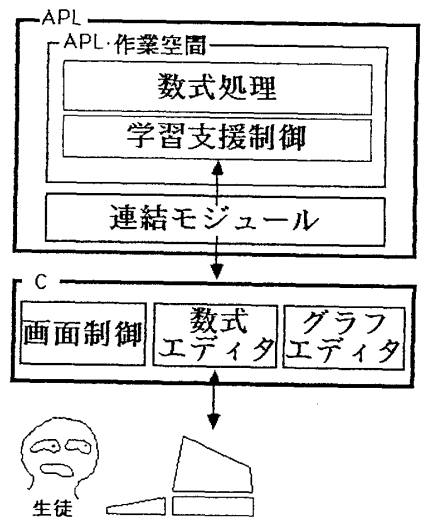 APL
APL・作業空間
数式処理
学習支援制御
連結モジュール
C
画面制御
数式
エディタ
グラフ
エディタ
生徒